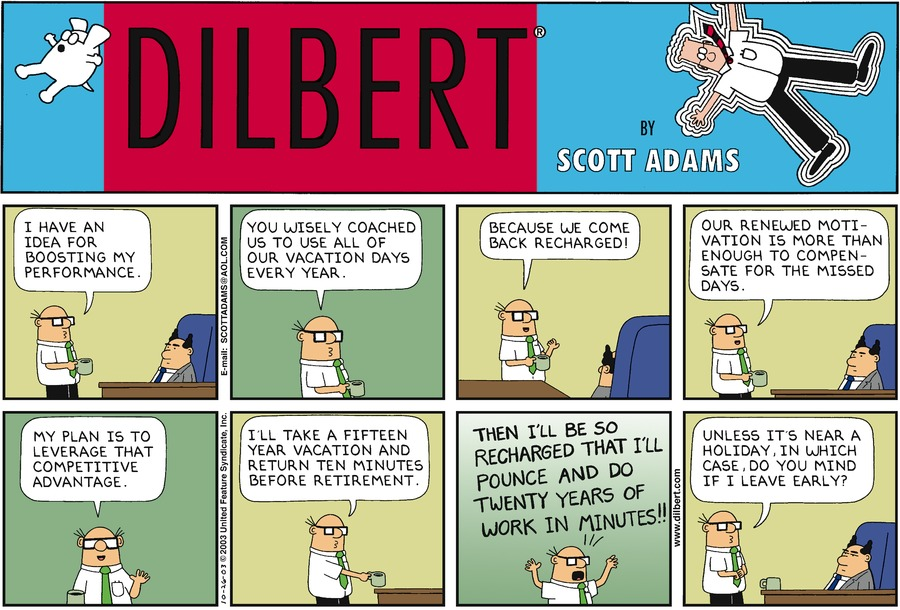 DILBERT®
BY
SCOTT ADAMS
I HAVE AN
IDEA FOR
BOOSTING MY
PERFORMANCE.
E-mail: SCOTTADAMS@AOL.COM
YOU WISELY COACHED
US TO USE ALL OF
OUR VACATION DAYS
EVERY YEAR.
BECAUSE WE COME
BACK RECHARGED!
OUR RENEWED MOTI-
VATION IS MORE THAN
ENOUGH TO COMPEN-
SATE FOR THE MISSED
DAYS.
MY PLAN IS TO
LEVERAGE THAT
COMPETITIVE
ADVANTAGE.
10-26-03 © 2003 United Feature Syndicate, Inc.
I'LL TAKE A FIFTEEN
YEAR VACATION AND
RETURN TEN MINUTES
BEFORE RETIREMENT.
THEN I'LL BE SO
RECHARGED THAT I'LL
POUNCE AND DO
TWENTY YEARS OF
WORK IN MINUTES!!
www.dilbert.com
UNLESS IT'S NEAR A
HOLIDAY, IN WHICH
CASE, DO YOU MIND
IF I LEAVE EARLY?